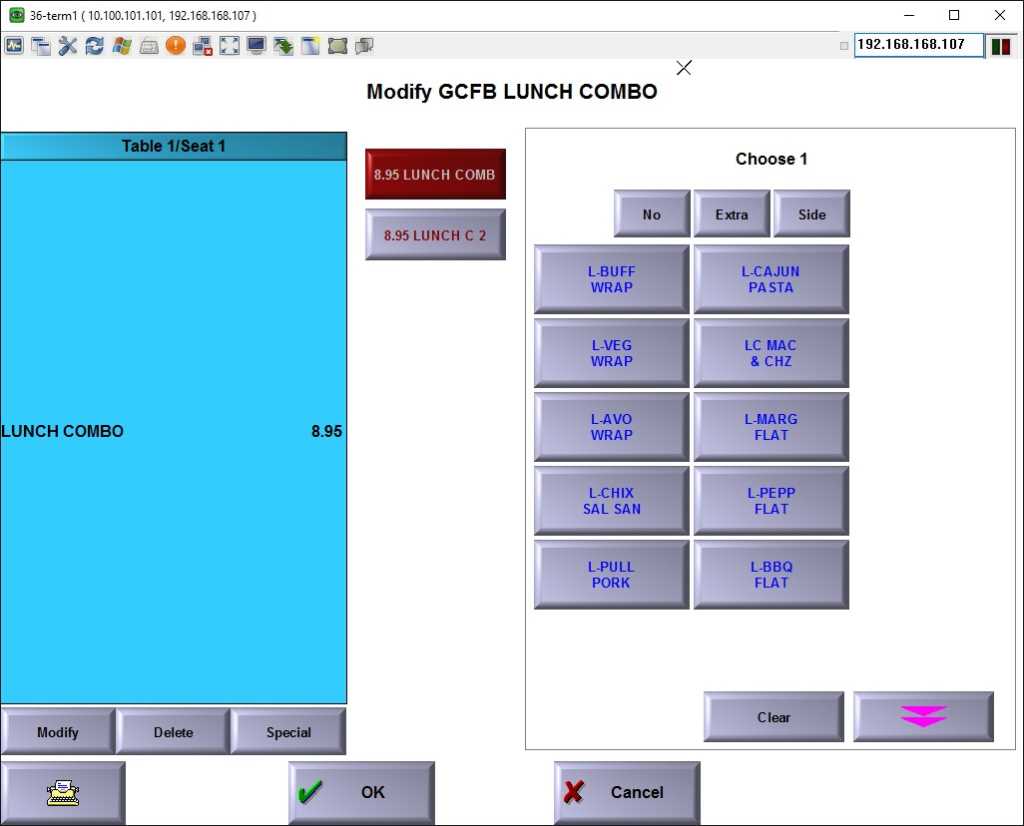 36-term1 ( 10.100.101.101, 192.168.168.107 )
192.168.168.107
Modify GCFB LUNCH COMBO
Table 1/Seat 1
LUNCH COMBO 8.95
8.95 LUNCH COMB
8.95 LUNCH C 2
Choose 1
No Extra Side
L-BUFF
WRAP
L-CAJUN
PASTA
L-VEG
WRAP
LC MAC
& CHZ
L-AVO
WRAP
L-MARG
FLAT
L-CHIX
SAL SAN
L-PEPP
FLAT
L-PULL
PORK
L-BBQ
FLAT
Clear
Modify Delete Special
OK Cancel